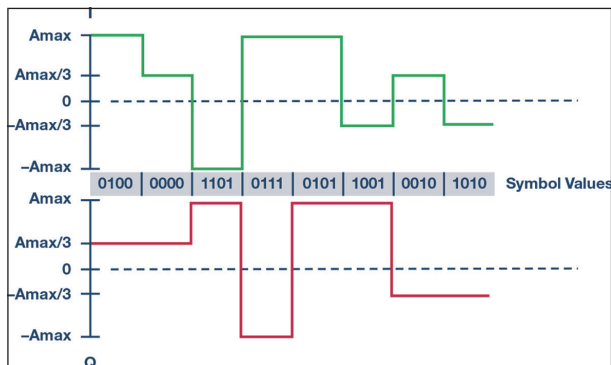 I
Amax
Amax/3
0
–Amax/3
–Amax
0100 0000 1101 0111 0101 1001 0010 1010 Symbol Values
Amax
Amax/3
0
–Amax/3
–Amax
Q